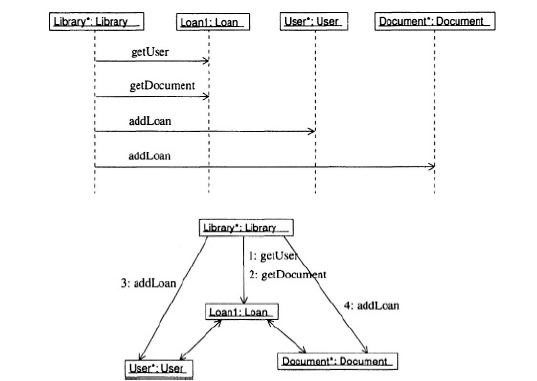 Library*: Library
Loan1: Loan
User*: User
Document*: Document
getUser
getDocument
addLoan
addLoan
Library*: Library
1: getUser
2: getDocument
3: addLoan
4: addLoan
Loan1: Loan
User*: User
Document*: Document